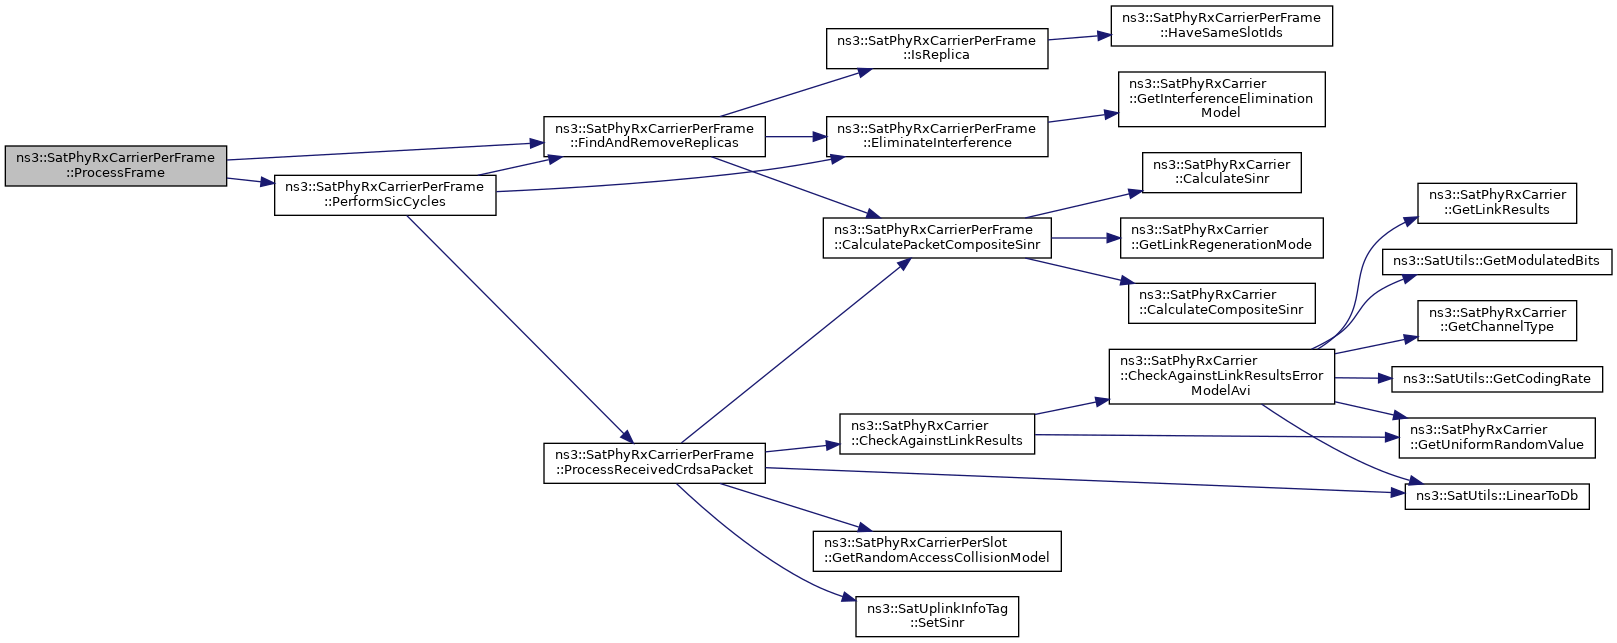 ns3::SatPhyRxCarrierPerFrame
::ProcessFrame
ns3::SatPhyRxCarrierPerFrame
::PerformSicCycles
ns3::SatPhyRxCarrierPerFrame
::FindAndRemoveReplicas
ns3::SatPhyRxCarrierPerFrame
::ProcessReceivedCrdsaPacket
ns3::SatPhyRxCarrierPerFrame
::IsReplica
ns3::SatPhyRxCarrierPerFrame
::EliminateInterference
ns3::SatPhyRxCarrierPerFrame
::CalculatePacketCompositeSinr
ns3::SatPhyRxCarrier
::CheckAgainstLinkResults
ns3::SatPhyRxCarrierPerSlot
::GetRandomAccessCollisionModel
ns3::SatUplinkInfoTag
::SetSinr
ns3::SatPhyRxCarrierPerFrame
::HaveSameSlotIds
ns3::SatPhyRxCarrier
::GetInterferenceElimination
Model
ns3::SatPhyRxCarrier
::CalculateSinr
ns3::SatPhyRxCarrier
::GetLinkRegenerationMode
ns3::SatPhyRxCarrier
::CalculateCompositeSinr
ns3::SatPhyRxCarrier
::CheckAgainstLinkResultsError
ModelAvi
ns3::SatPhyRxCarrier
::GetLinkResults
ns3::SatUtils::GetModulatedBits
ns3::SatPhyRxCarrier
::GetChannelType
ns3::SatUtils::GetCodingRate
ns3::SatPhyRxCarrier
::GetUniformRandomValue
ns3::SatUtils::LinearToDb